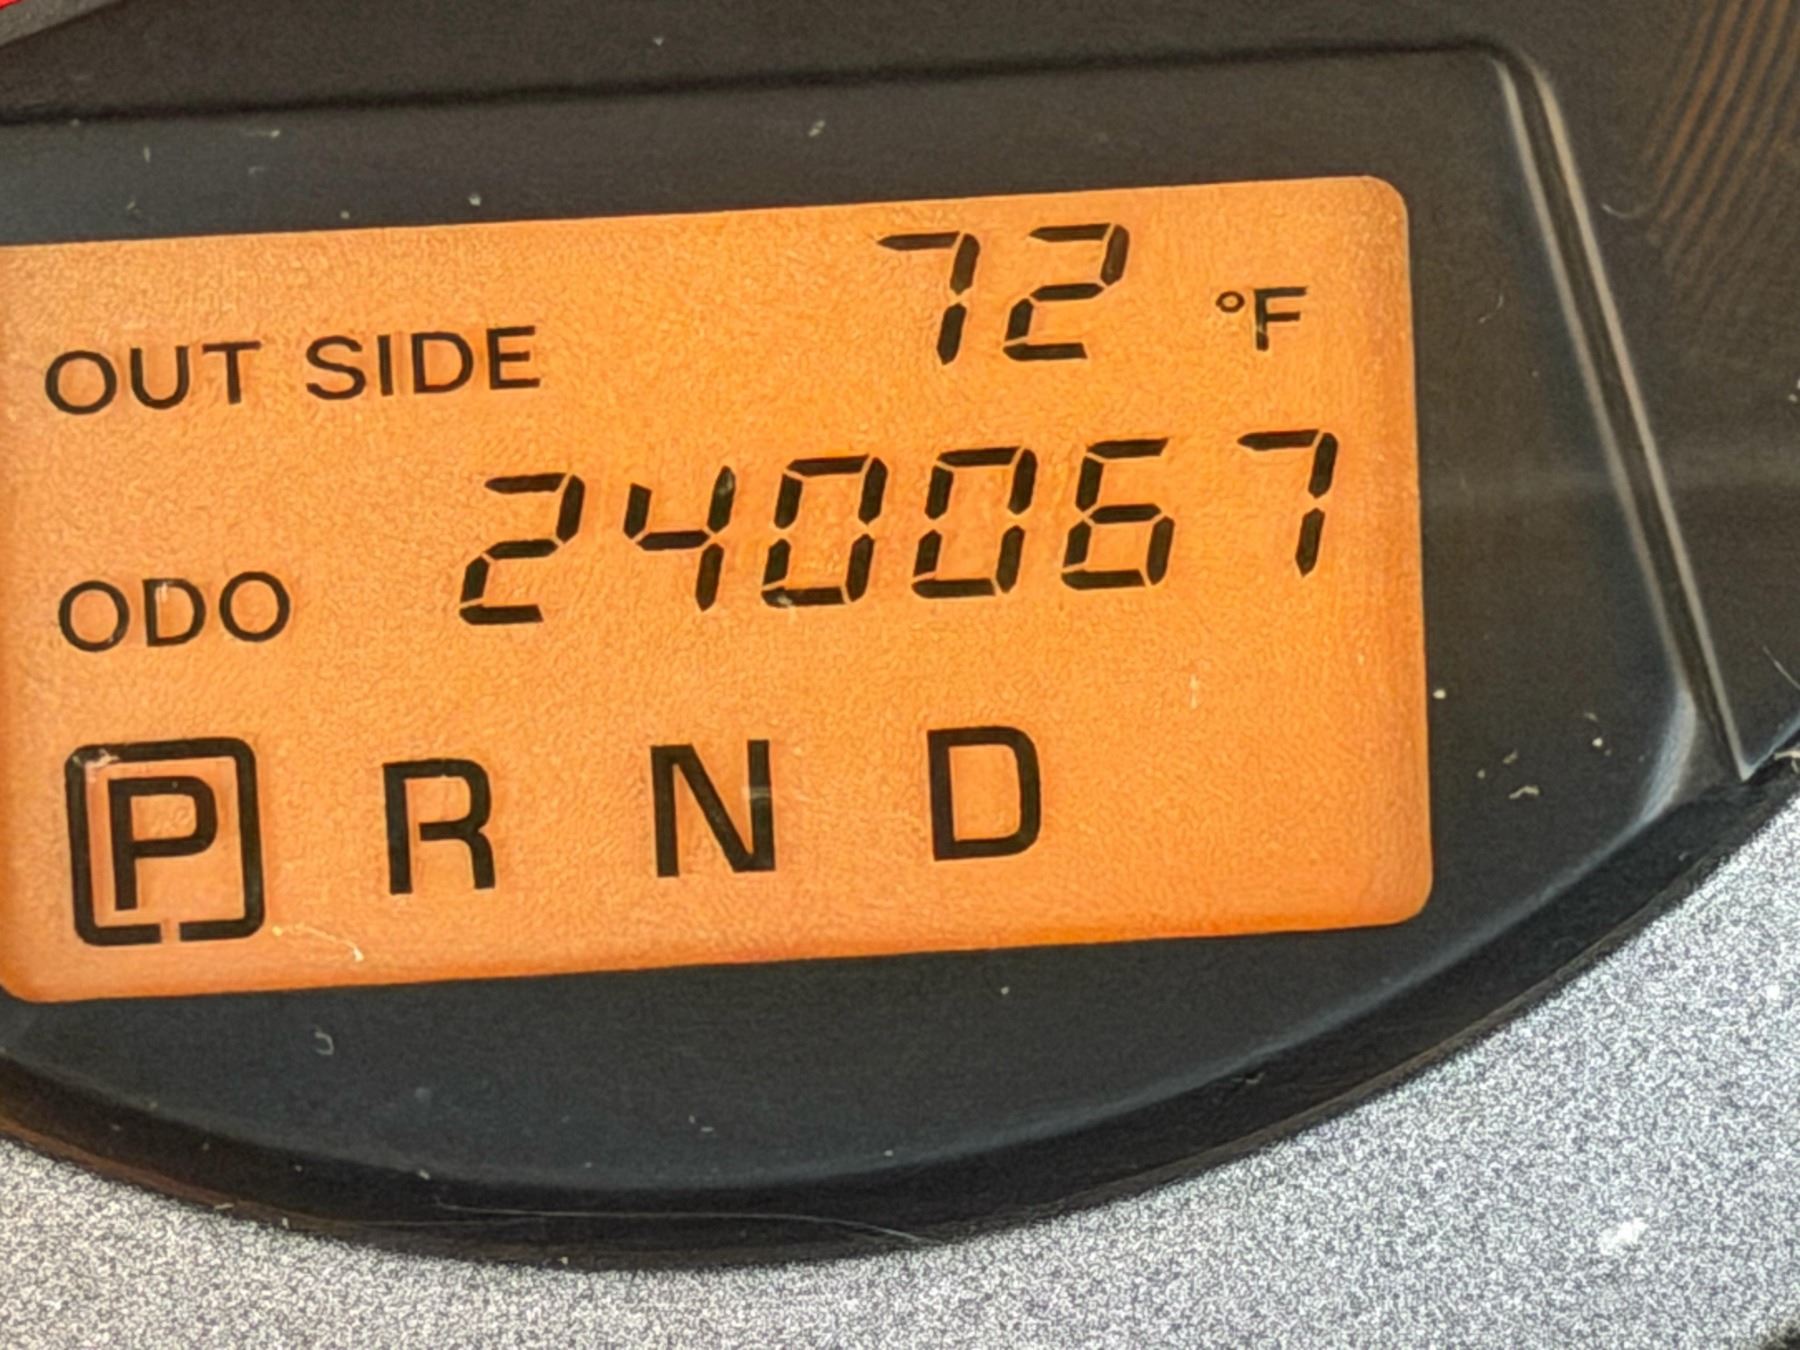 OUT SIDE 72 °F
ODO 240067
P R N D